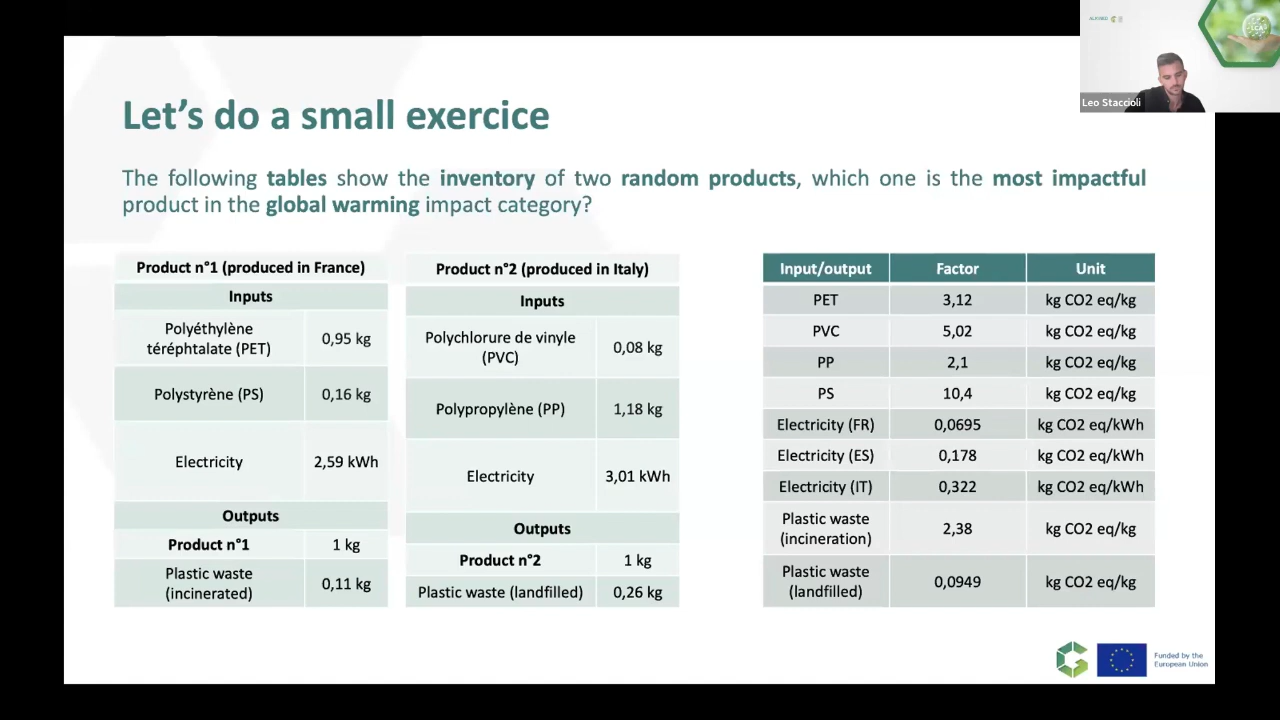 Leo Staccioli
Let's do a small exercice
The following tables show the inventory of two random products, which one is the most impactful
product in the global warming impact category?
Product n°1 (produced in France)
Inputs
Polyéthylène
téréphtalate (PET)
0,95 kg
Polystyrène (PS)
0,16 kg
Electricity
2,59 kWh
Outputs
Product n°1
1 kg
Plastic waste
(incinerated)
0,11 kg
Product n°2 (produced in Italy)
Inputs
Polychlorure de vinyle
(PVC)
0,08 kg
Polypropylène (PP)
1,18 kg
Electricity
3,01 kWh
Outputs
Product n°2
1 kg
Plastic waste (landfilled)
0,26 kg
Input/output
Factor
Unit
PET
3,12
kg CO2 eq/kg
PVC
5,02
kg CO2 eq/kg
PP
2,1
kg CO2 eq/kg
PS
10,4
kg CO2 eq/kg
Electricity (FR)
0,0695
kg CO2 eq/kWh
Electricity (ES)
0,178
kg CO2 eq/kWh
Electricity (IT)
0,322
kg CO2 eq/kWh
Plastic waste
(incineration)
2,38
kg CO2 eq/kg
Plastic waste
(landfilled)
0,0949
kg CO2 eq/kg
Funded by the
European Union